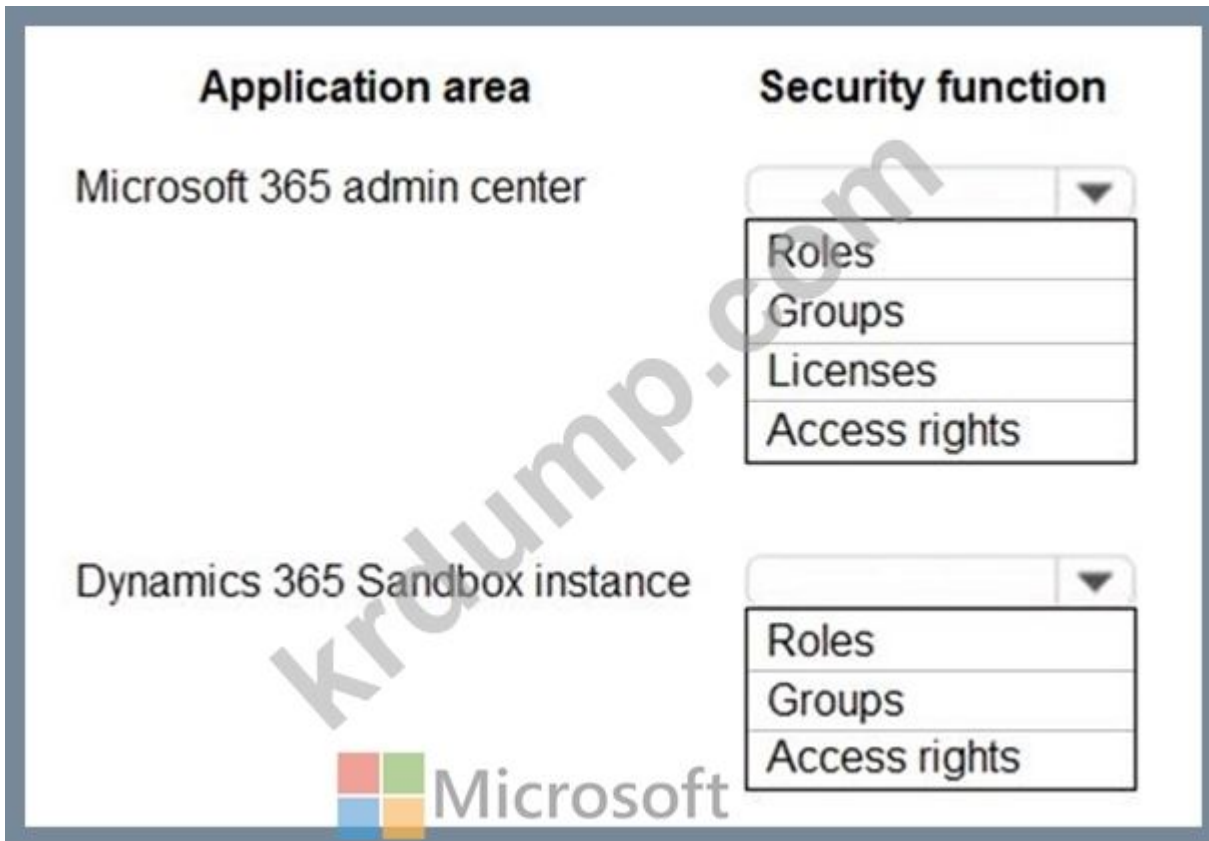 Application area Security function
Microsoft 365 admin center
Roles
Groups
Licenses
Access rights
Dynamics 365 Sandbox instance
Roles
Groups
Access rights
krdump.com
Microsoft